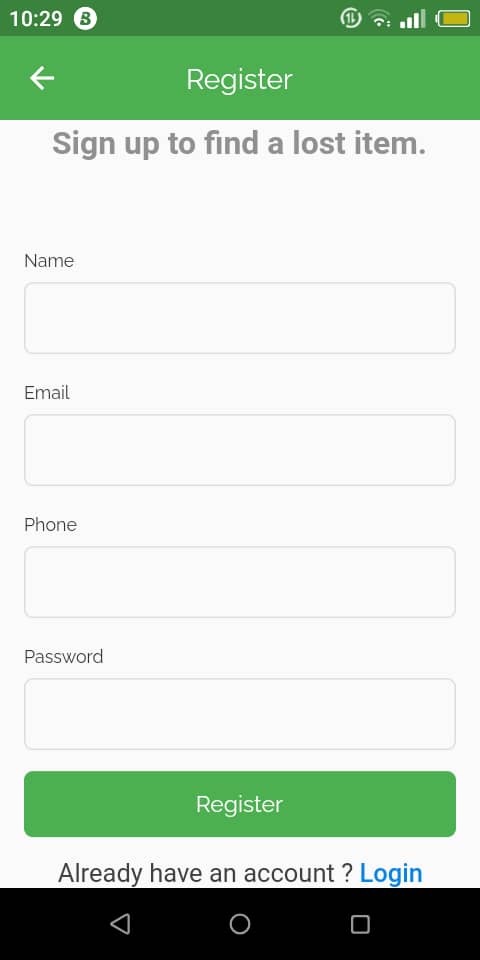 10:29 B
Register
Sign up to find a lost item.
Name
Email
Phone
Password
Register
Already have an account ? Login